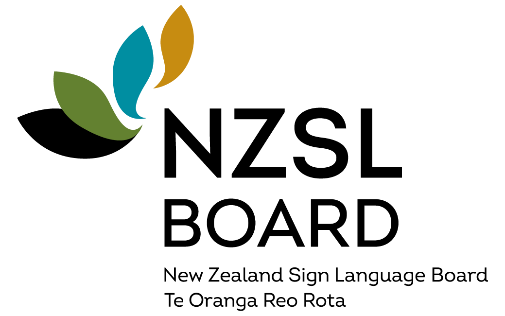 NZSL
BOARD
New Zealand Sign Language Board
Te Oranga Reo Rota